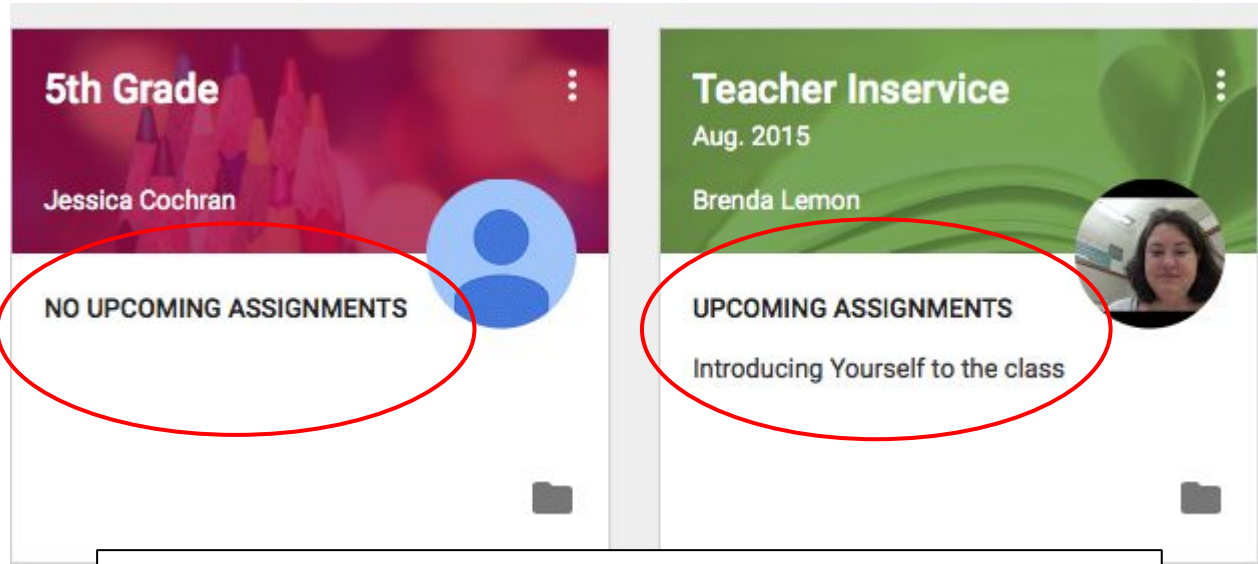 5th Grade
Jessica Cochran
NO UPCOMING ASSIGNMENTS
Teacher Inservice
Aug. 2015
Brenda Lemon
UPCOMING ASSIGNMENTS
Introducing Yourself to the class